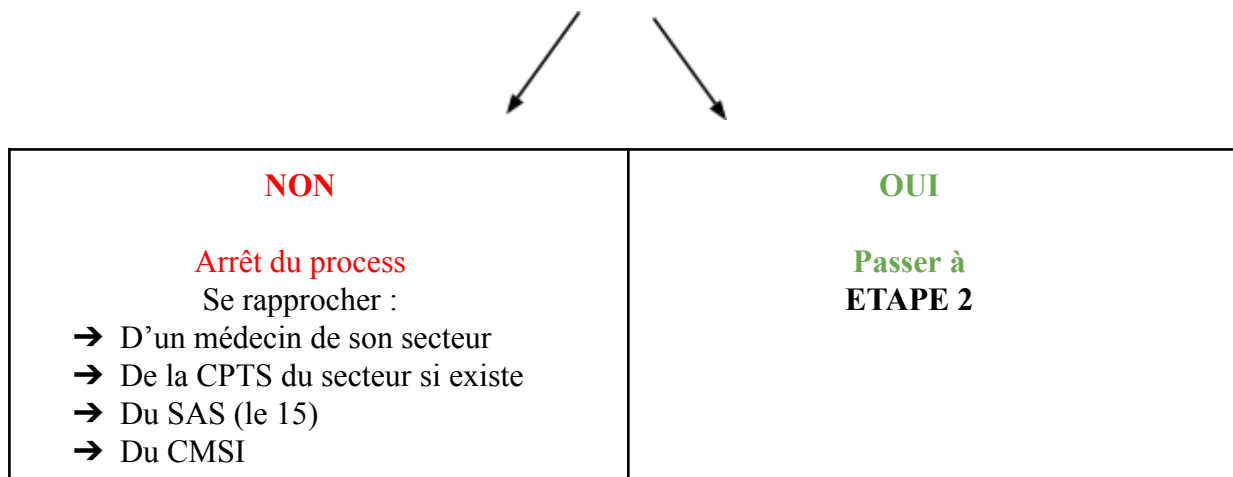 NON
Arrêt du process
Se rapprocher :
➔ D’un médecin de son secteur
➔ De la CPTS du secteur si existe
➔ Du SAS (le 15)
➔ Du CMSI
OUI
Passer à
ETAPE 2